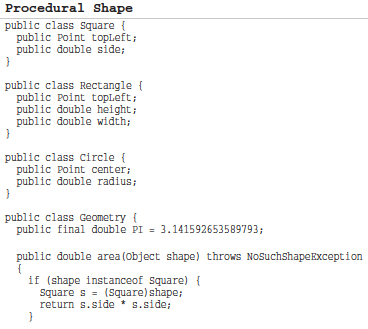 Procedural Shape
public class Square {
public Point topLeft;
public double side;
}
public class Rectangle {
public Point topLeft;
public double height;
public double width;
}
public class Circle {
public Point center;
public double radius;
}
public class Geometry {
public final double PI = 3.141592653589793;
public double area(Object shape) throws NoSuchShapeException
{
if (shape instanceof Square) {
Square s = (Square)shape;
return s.side * s.side;
}